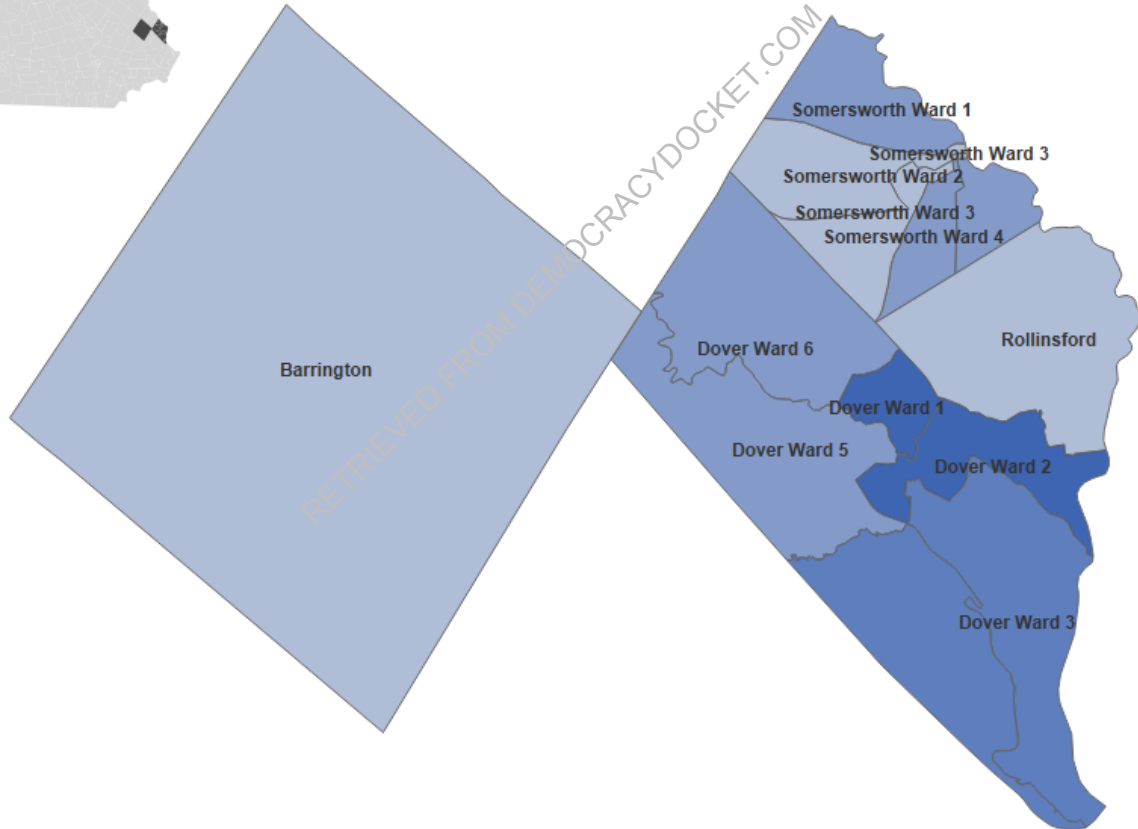 Somersworth Ward 1
Somersworth Ward 3
Somersworth Ward 2
Somersworth Ward 3
Somersworth Ward 4
Rollinsford
Dover Ward 6
Barrington
Dover Ward 1
Dover Ward 5
Dover Ward 2
Dover Ward 3
RETRIEVED FROM DEMOCRACYDOCKET.COM